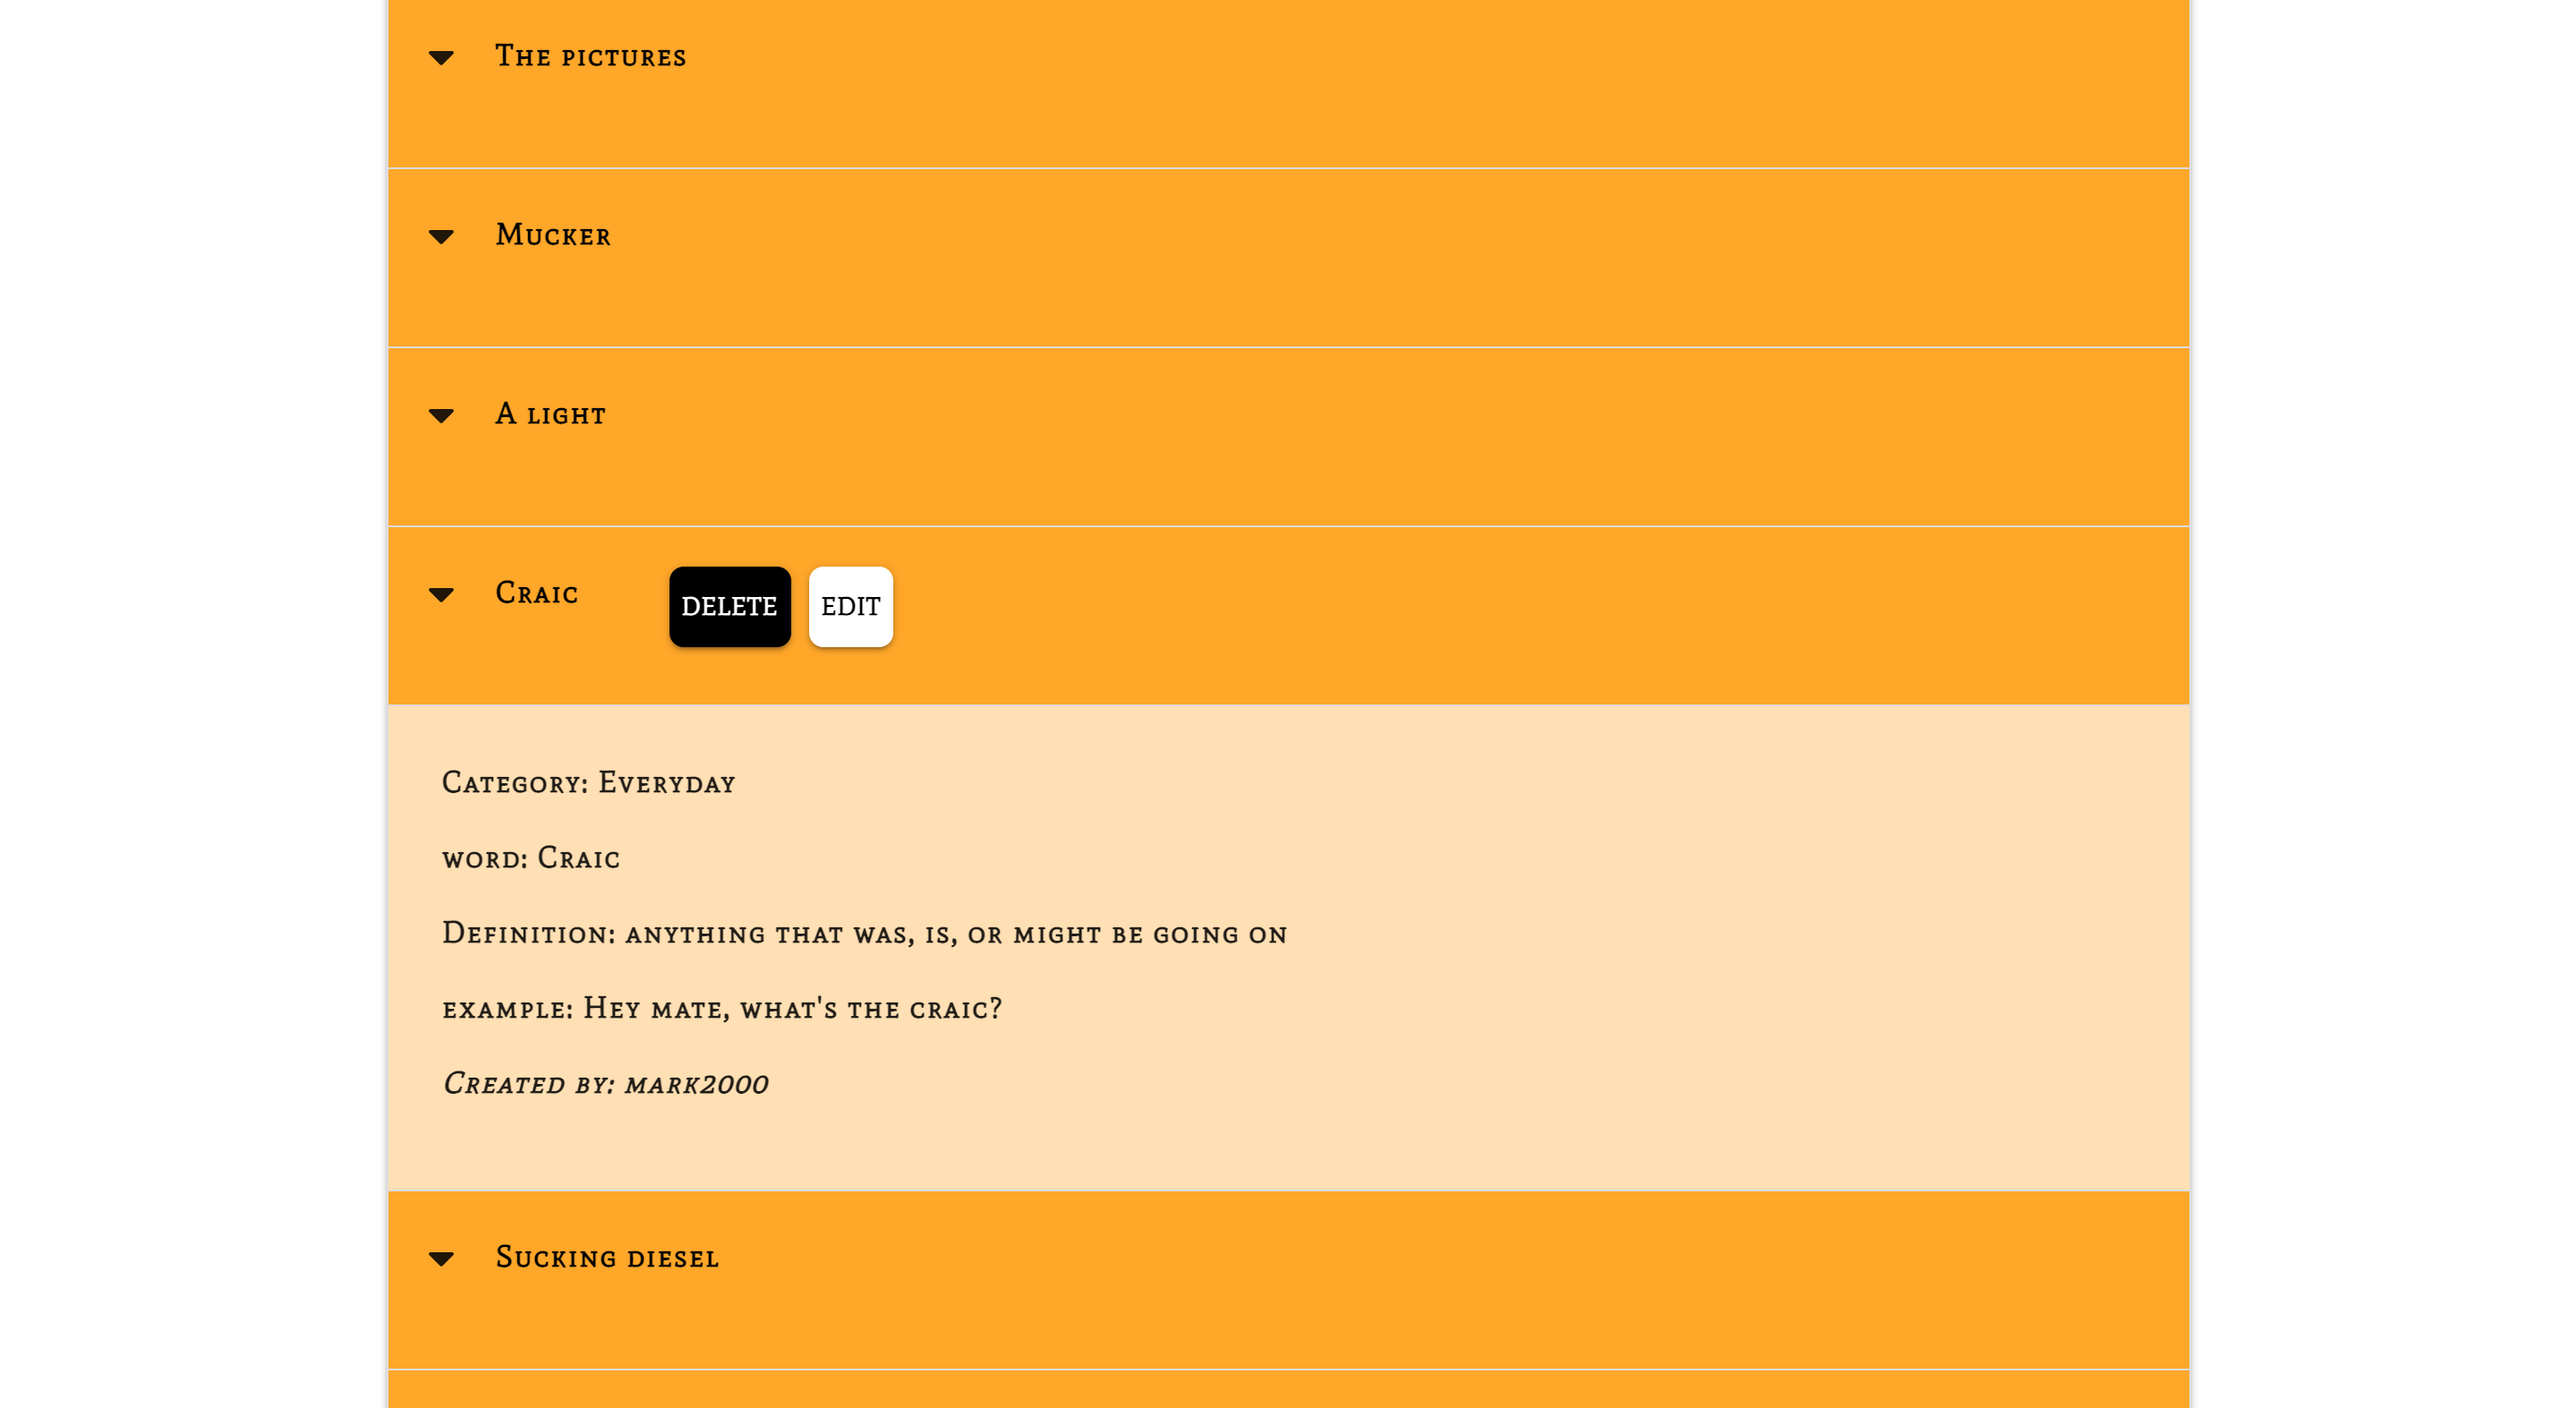 The pictures
Mucker
A light
Craic
DELETE EDIT
Category: Everyday
word: Craic
Definition: anything that was, is, or might be going on
example: Hey mate, what's the craic?
Created by: mark2000
Sucking diesel